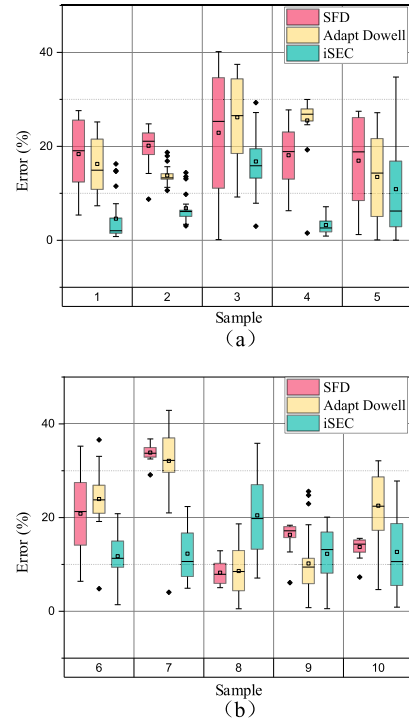 SFD
Adapt Dowell
iSEC
40
20
0
Error (%)
1 2 3 4 5
Sample
(a)
SFD
Adapt Dowell
iSEC
40
20
0
Error (%)
6 7 8 9 10
Sample
(b)